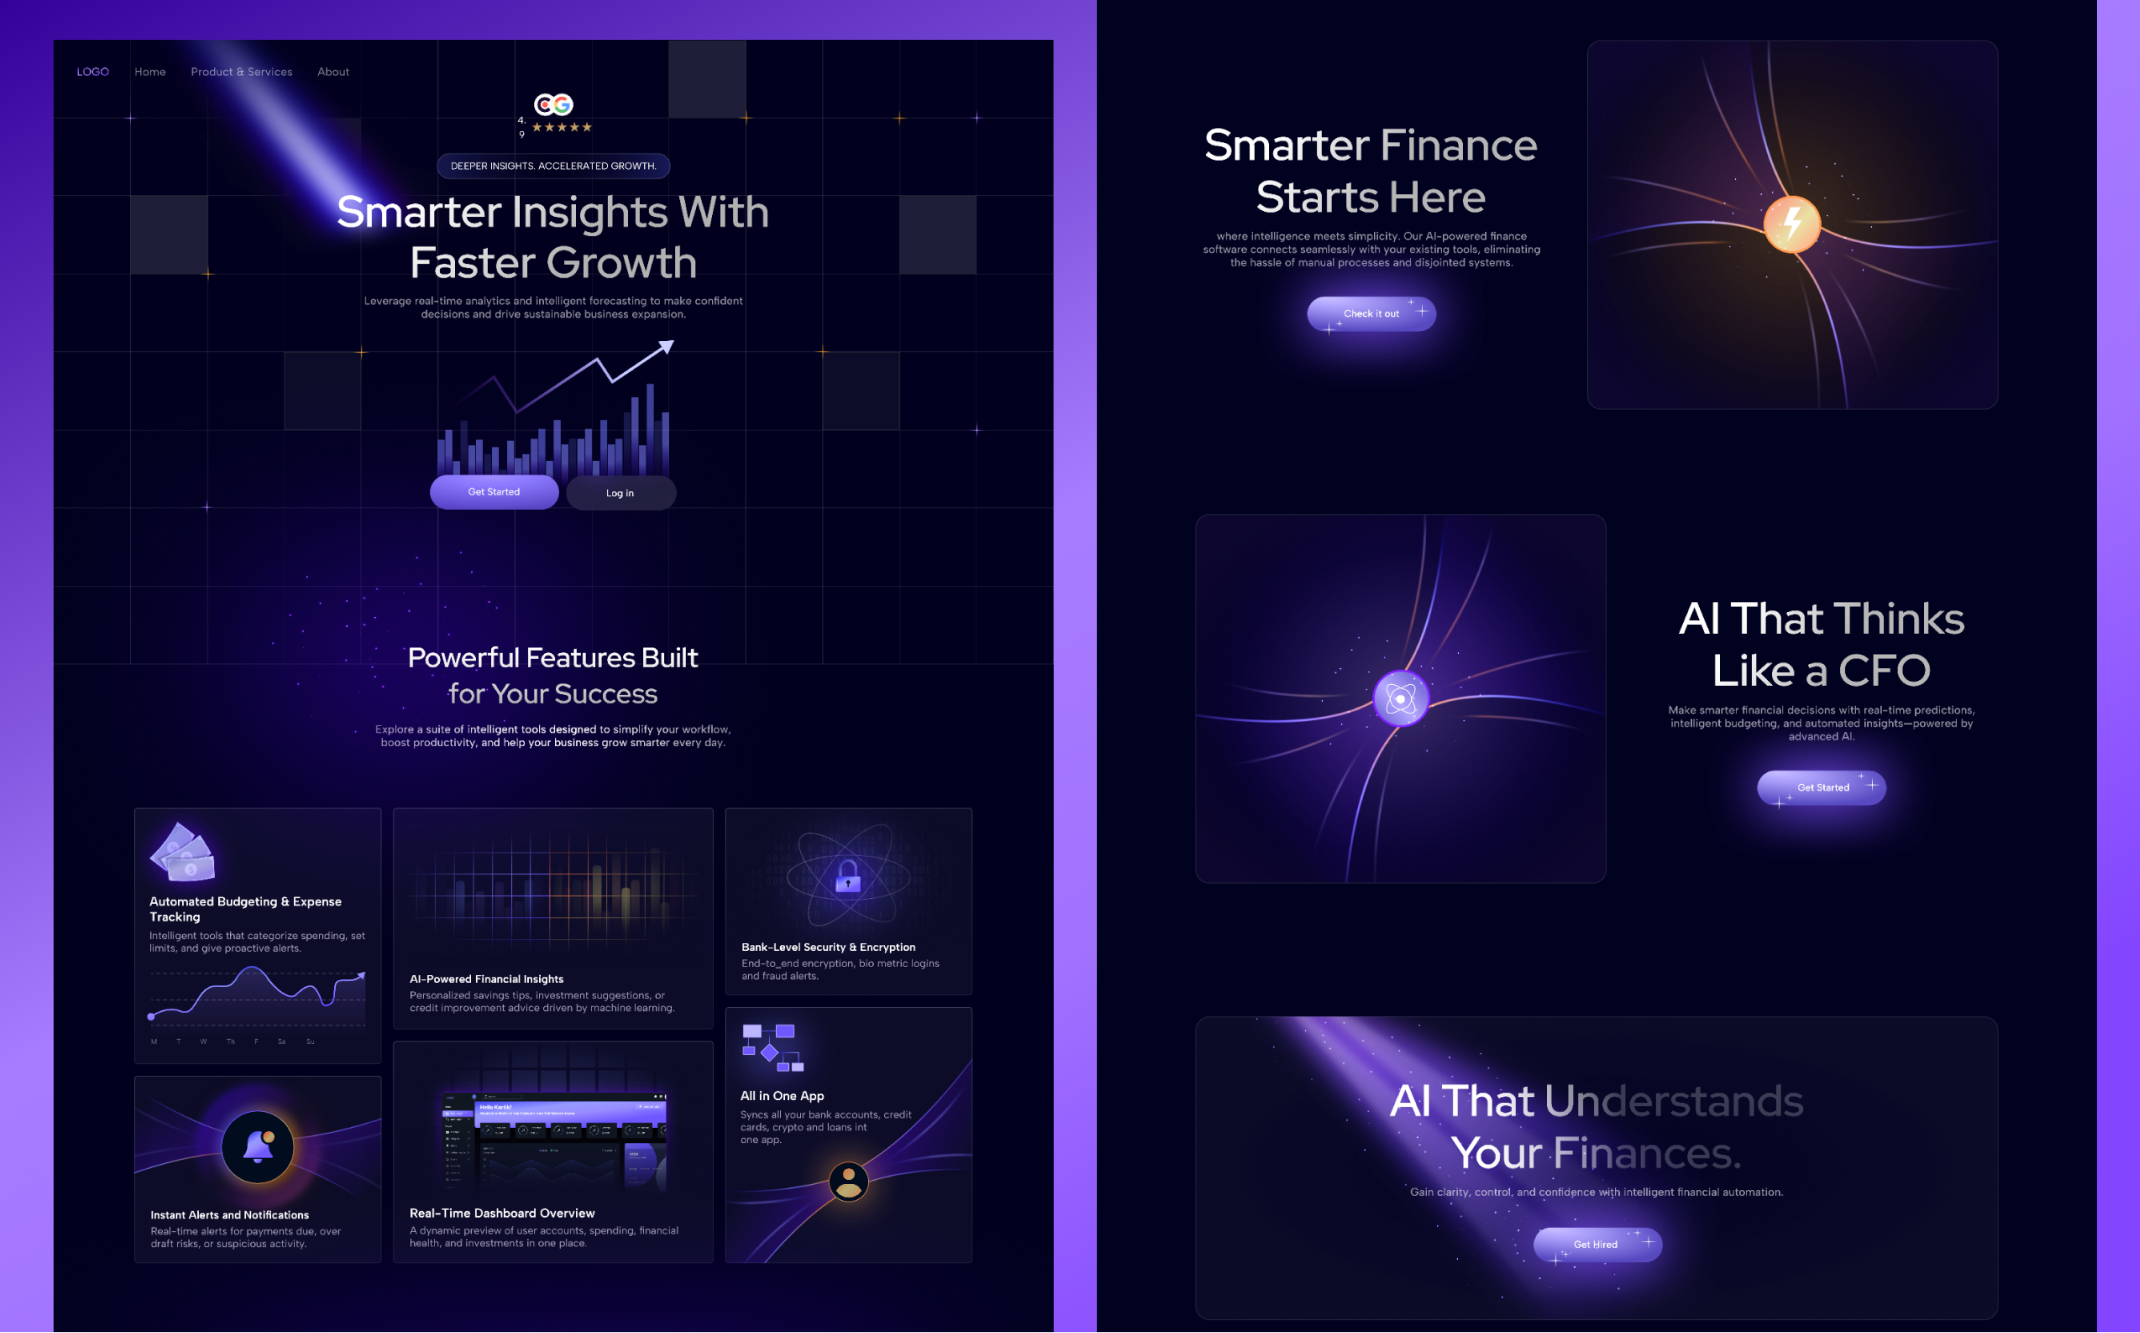 LOGO Home Product & Services About
4.
9
DEEPER INSIGHTS. ACCELERATED GROWTH.
Smarter Insights With
Faster Growth
Leverage real-time analytics and intelligent forecasting to make confident
decisions and drive sustainable business expansion.
Get Started
Log in
Powerful Features Built
for Your Success
Explore a suite of intelligent tools designed to simplify your workflow,
boost productivity, and help your business grow smarter every day.
Automated Budgeting & Expense
Tracking
Intelligent tools that categorize spending, set
limits, and give proactive alerts.
M T W Th F Sa Su
Instant Alerts and Notifications
Real-time alerts for payments due, over
draft risks, or suspicious activity.
AI-Powered Financial Insights
Personalized savings tips, investment suggestions, or
credit improvement advice driven by machine learning.
Hello Kartik!
Real-Time Dashboard Overview
A dynamic preview of user accounts, spending, financial
health, and investments in one place.
Bank-Level Security & Encryption
End-to_end encryption, bio metric logins
and fraud alerts.
All in One App
Syncs all your bank accounts, credit
cards, crypto and loans int
one app.
Smarter Finance
Starts Here
where intelligence meets simplicity. Our AI-powered finance
software connects seamlessly with your existing tools, eliminating
the hassle of manual processes and disjointed systems.
Check it out
AI That Thinks
Like a CFO
Make smarter financial decisions with real-time predictions,
intelligent budgeting, and automated insights—powered by
advanced AI.
Get Started
AI That Understands
Your Finances.
Gain clarity, control, and confidence with intelligent financial automation.
Get Hired